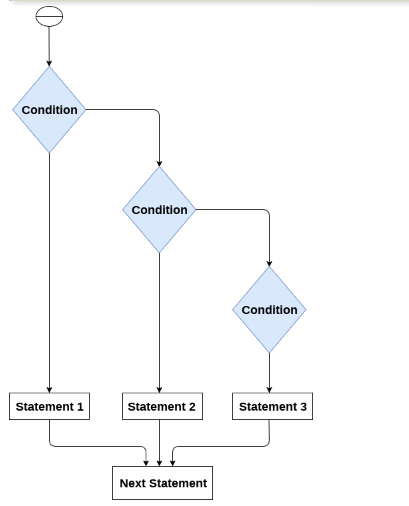 Condition
Condition
Condition
Statement 1
Statement 2
Statement 3
Next Statement